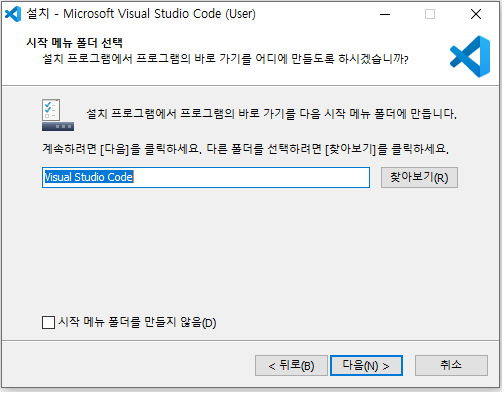 설치 - Microsoft Visual Studio Code (User)
시작 메뉴 폴더 선택
설치 프로그램에서 프로그램의 바로 가기를 어디에 만들도록 하시겠습니까?
설치 프로그램에서 프로그램의 바로 가기를 다음 시작 메뉴 폴더에 만듭니다.
계속하려면 [다음]을 클릭하세요. 다른 폴더를 선택하려면 [찾아보기]를 클릭하세요.
Visual Studio Code 찾아보기(R)
시작 메뉴 폴더를 만들지 않음(D)
< 뒤로(B) 다음(N) > 취소